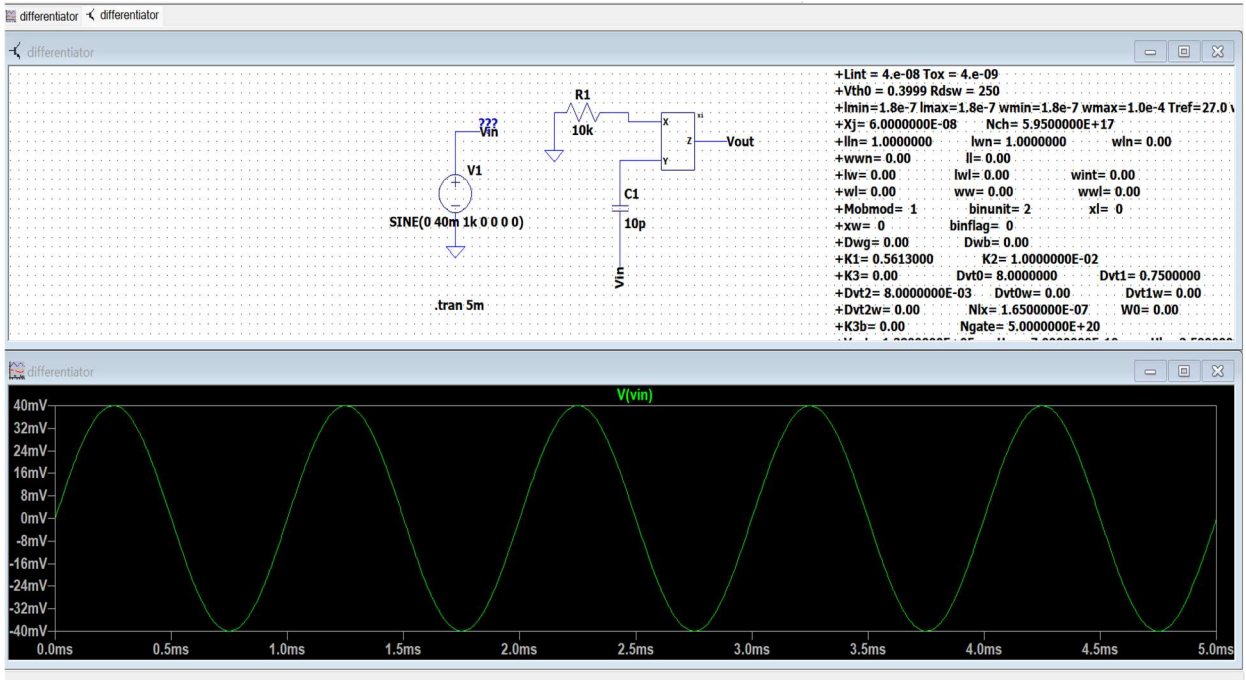 differentiator differentiator
differentiator
R1
10k
???
Vin
V1
SINE(0 40m 1k 0 0 0 0)
.tran 5m
X
Y
Z
x1
Vout
C1
10p
Vin
+Lint = 4.e-08 Tox = 4.e-09
+Vth0 = 0.3999 Rdsw = 250
+lmin=1.8e-7 lmax=1.8e-7 wmin=1.8e-7 wmax=1.0e-4 Tref=27.0
+Xj= 6.0000000E-08 Nch= 5.9500000E+17
+lln= 1.0000000 lwn= 1.0000000 wln= 0.00
+wwn= 0.00 ll= 0.00
+lw= 0.00 lwl= 0.00 wint= 0.00
+wl= 0.00 ww= 0.00 wwl= 0.00
+Mobmod= 1 binunit= 2 xl= 0
+xw= 0 binflag= 0
+Dwg= 0.00 Dwb= 0.00
+K1= 0.5613000 K2= 1.0000000E-02
+K3= 0.00 Dvt0= 8.0000000 Dvt1= 0.7500000
+Dvt2= 8.0000000E-03 Dvt0w= 0.00 Dvt1w= 0.00
+Dvt2w= 0.00 Nlx= 1.6500000E-07 W0= 0.00
+K3b= 0.00 Ngate= 5.0000000E+20
differentiator
V(vin)
40mV
32mV
24mV
16mV
8mV
0mV
-8mV
-16mV
-24mV
-32mV
-40mV
0.0ms 0.5ms 1.0ms 1.5ms 2.0ms 2.5ms 3.0ms 3.5ms 4.0ms 4.5ms 5.0ms